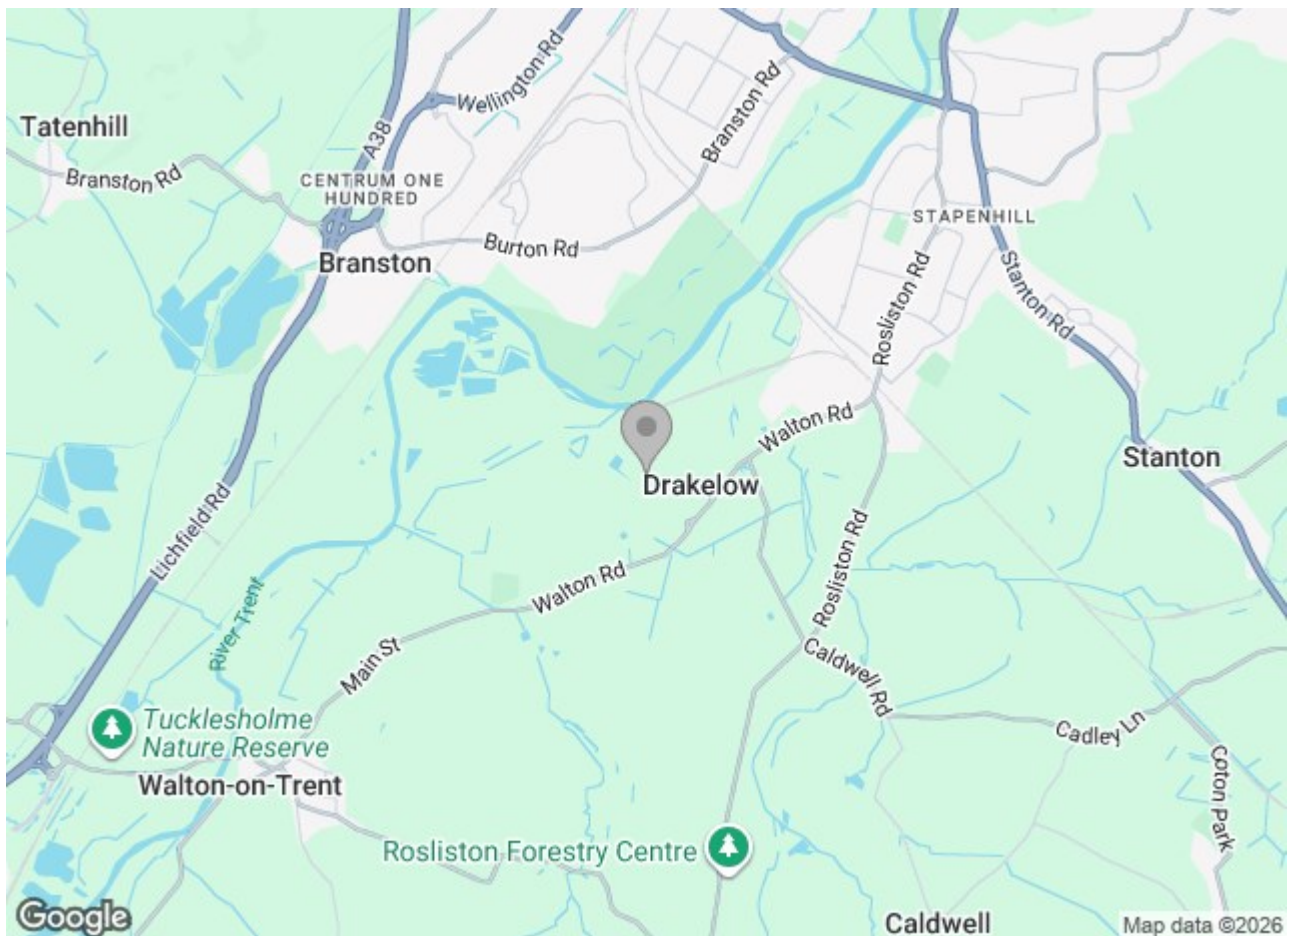 Wellington Rd
Tatenhill
A38
Branston Rd
Branston Rd
CENTRUM ONE
HUNDRED
STAPENHILL
Burton Rd
Branston
Rosliston Rd
Stanton Rd
Walton Rd
Stanton
Drakelow
Lichfield Rd
Rosliston Rd
Walton Rd
River Trent
Main St
Caldwell Rd
Tucklesholme
Nature Reserve
Cadley Ln
Walton-on-Trent
Coton Park
Rosliston Forestry Centre
Caldwell
Google
Map data ©2026